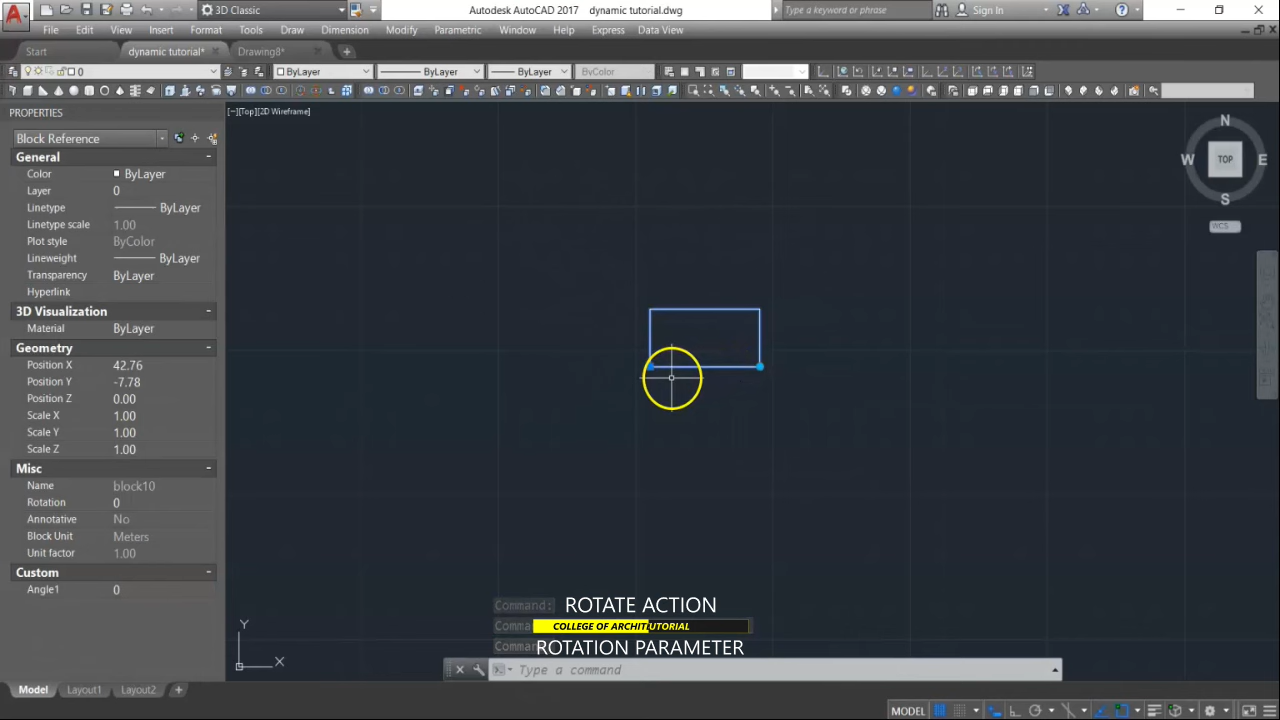 3D Classic
Autodesk AutoCAD 2017 dynamic tutorial.dwg
Type a keyword or phrase
Sign In
File Edit View Insert Format Tools Draw Dimension Modify Parametric Window Help Express Data View
Start
dynamic tutorial*
Drawing8*
0
ByLayer
ByLayer
ByLayer
ByColor
PROPERTIES
[−][Top][2D Wireframe]
Block Reference
General
Color ByLayer
Layer 0
Linetype ByLayer
Linetype scale 1.00
Plot style ByColor
Lineweight ByLayer
Transparency ByLayer
Hyperlink
3D Visualization
Material ByLayer
Geometry
Position X 42.76
Position Y -7.78
Position Z 0.00
Scale X 1.00
Scale Y 1.00
Scale Z 1.00
Misc
Name block10
Rotation 0
Annotative No
Block Unit Meters
Unit factor 1.00
Custom
Angle1 0
N
W TOP E
S
WCS
Command:
ROTATE ACTION
ROTATION PARAMETER
Y
X
Type a command
Model Layout1 Layout2
MODEL